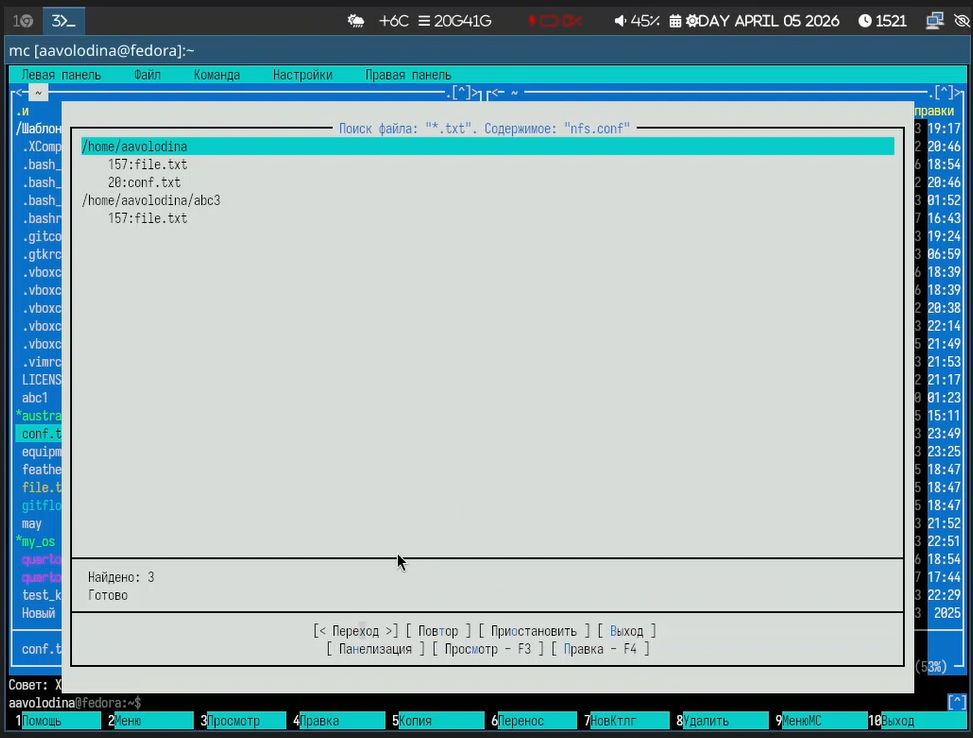 1 3>_ +6C 20G41G 0% 45% DAY APRIL 05 2026 1521
mc [aavolodina@fedora]:~
Левая панель Файл Команда Настройки Правая панель
<─ ~ .[^]> <─ ~ .[^]>
.и правки
/Шаблон 3 19:17
.XComp 2 20:46
.bash_ 6 18:54
.bash_ 2 20:46
.bash_ 3 01:52
.bashr 7 16:43
.gitco 3 19:24
.gtkrc 3 06:59
.vboxc 6 18:39
.vboxc 6 18:39
.vboxc 2 20:38
.vboxc 3 22:14
.vboxc 5 21:49
.vimrc 3 21:53
LICENS 2 21:17
abc1 0 01:23
*austra 5 15:11
conf.t 3 23:49
equipm 3 23:25
feathe 5 18:47
file.t 5 18:47
gitflo 5 18:47
may 3 21:52
*my_os 3 22:51
quarto 6 18:54
quarto 7 17:44
test_k 3 22:29
Новый 3 2025
conf.t
(53%)
Поиск файла: "*.txt". Содержимое: "nfs.conf"
/home/aavolodina
157:file.txt
20:conf.txt
/home/aavolodina/abc3
157:file.txt
Найдено: 3
Готово
[< Переход >] [ Повтор ] [ Приостановить ] [ Выход ]
[ Панелизация ] [ Просмотр - F3 ] [ Правка - F4 ]
Совет: X
aavolodina@fedora:~$ [^]
1Помощь 2Меню 3Просмотр 4Правка 5Копия 6Перенос 7НовКтлг 8Удалить 9МенюМС 10Выход